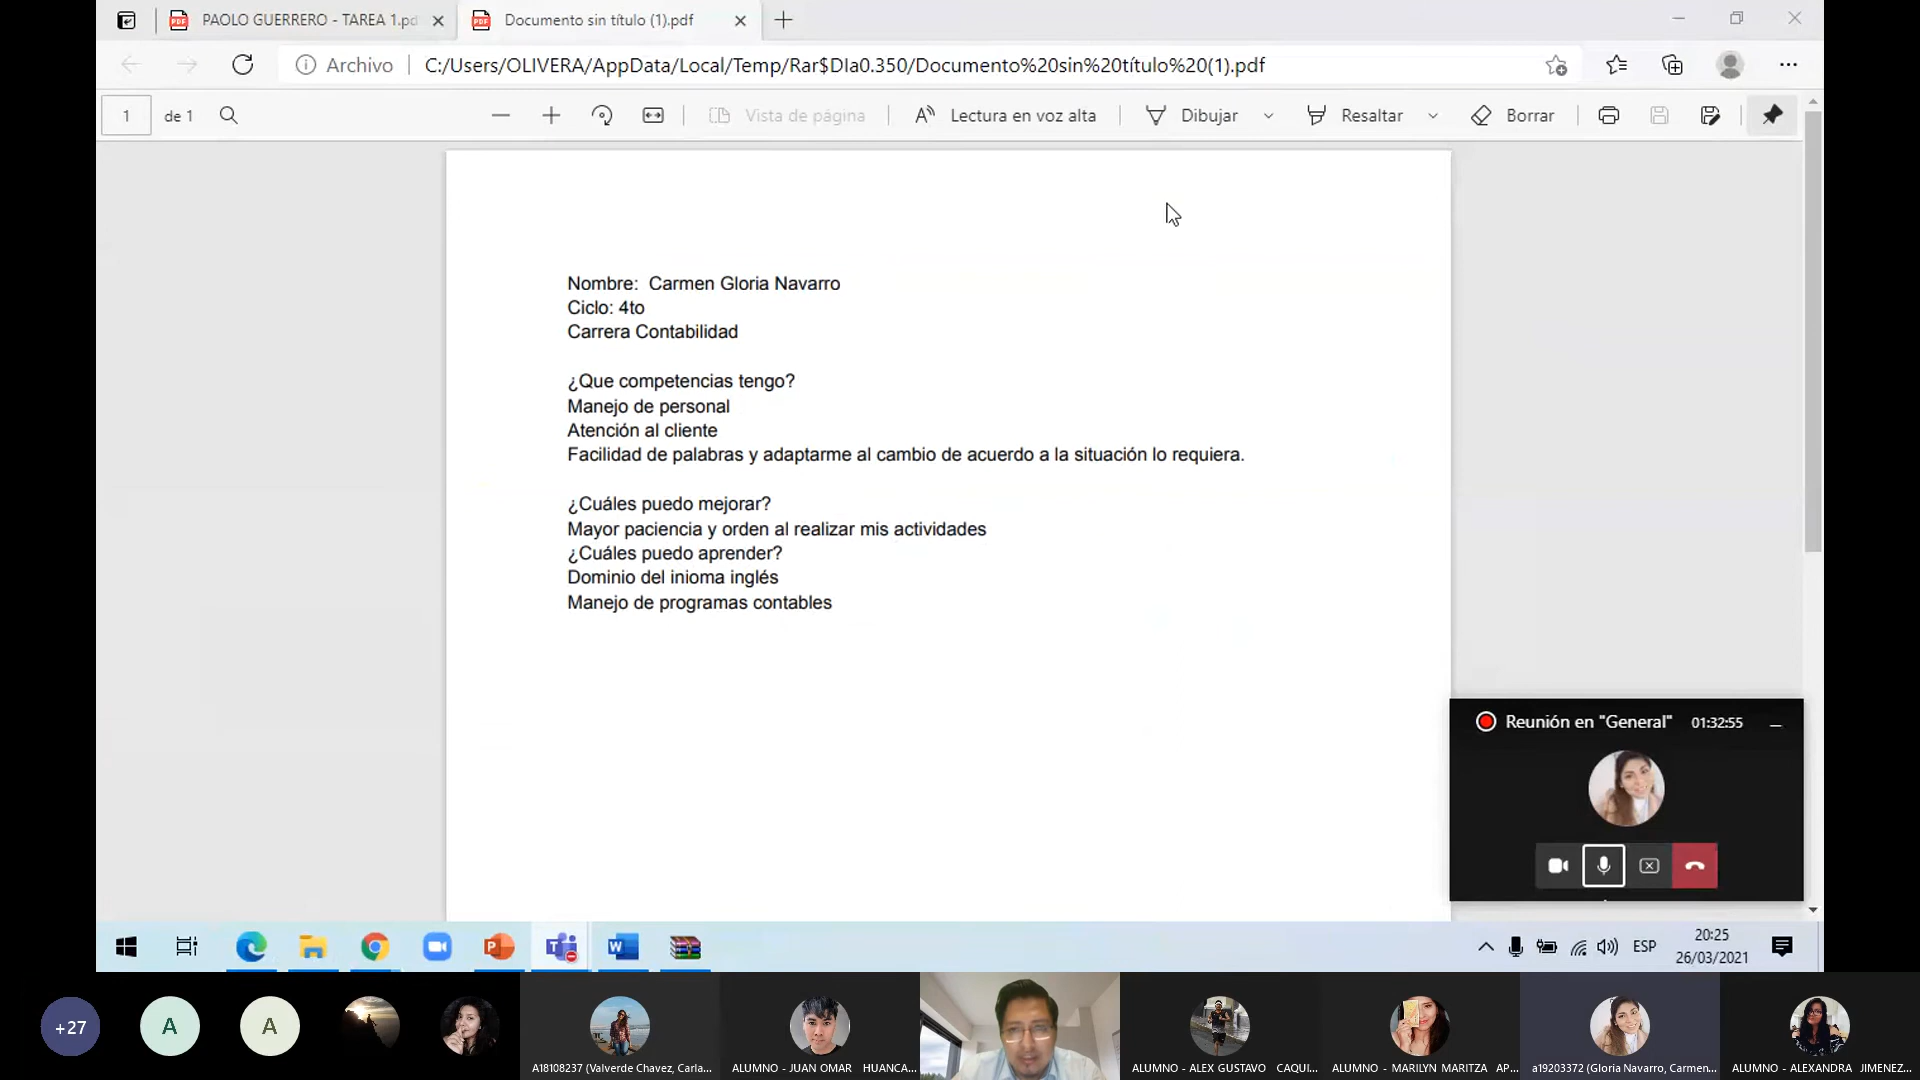 PAOLO GUERRERO - TAREA 1.pd
Documento sin título (1).pdf
Archivo
C:/Users/OLIVERA/AppData/Local/Temp/Rar$DIa0.350/Documento%20sin%20título%20(1).pdf
1 de 1
Vista de página
Lectura en voz alta
Dibujar
Resaltar
Borrar
Nombre: Carmen Gloria Navarro
Ciclo: 4to
Carrera Contabilidad
¿Que competencias tengo?
Manejo de personal
Atención al cliente
Facilidad de palabras y adaptarme al cambio de acuerdo a la situación lo requiera.
¿Cuáles puedo mejorar?
Mayor paciencia y orden al realizar mis actividades
¿Cuáles puedo aprender?
Dominio del inioma inglés
Manejo de programas contables
Reunión en "General" 01:32:55
ESP
20:25
26/03/2021
+27
A
A
A18108237 (Valverde Chavez, Carla...
ALUMNO - JUAN OMAR HUANCA...
ALUMNO - ALEX GUSTAVO CAQUI...
ALUMNO - MARILYN MARITZA AP...
a19203372 (Gloria Navarro, Carmen...
ALUMNO - ALEXANDRA JIMENEZ...